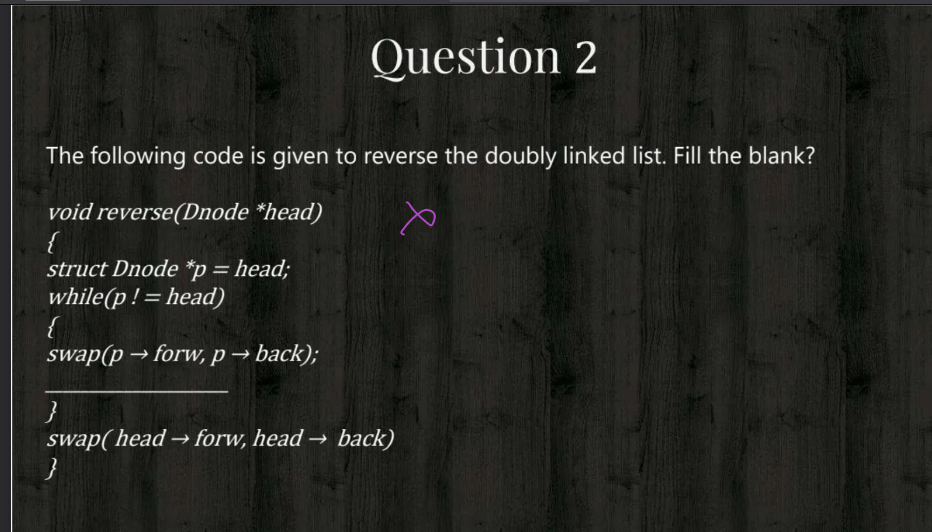 Question 2
The following code is given to reverse the doubly linked list. Fill the blank?
void reverse(Dnode *head)
{
struct Dnode *p = head;
while(p ! = head)
{
swap(p → forw, p → back);
____________________
}
swap( head → forw, head → back)
}